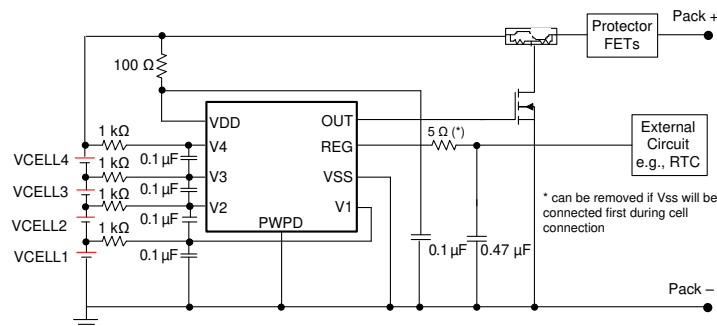 Pack +
Protector
FETs
100 Ω
VDD
OUT
1 kΩ
V4
REG
5 Ω (*)
External
Circuit
e.g., RTC
VCELL4
1 kΩ
0.1 µF
V3
VSS
VCELL3
1 kΩ
0.1 µF
V2
V1
* can be removed if Vss will be
connected first during cell
connection
VCELL2
1 kΩ
0.1 µF
PWPD
VCELL1
0.1 µF
0.1 µF
0.47 µF
Pack –